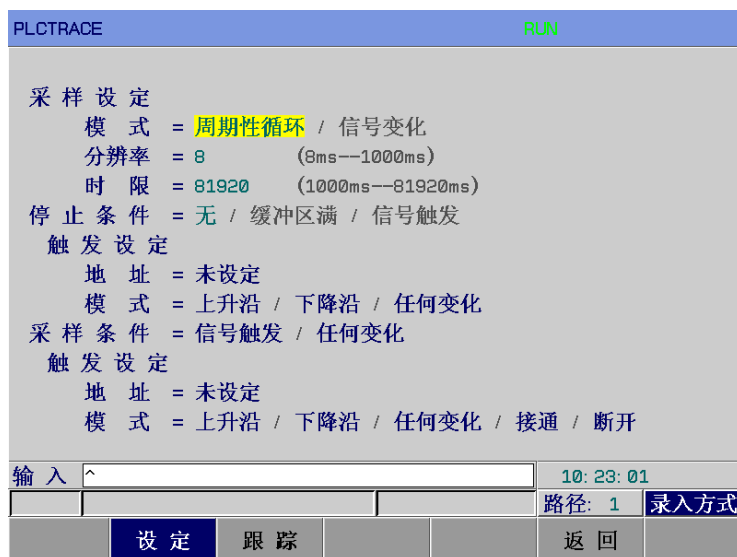 PLCTRACE RUN
采样设定
模 式 = 周期性循环 / 信号变化
分辨率 = 8 (8ms--1000ms)
时 限 = 81920 (1000ms--81920ms)
停止条件 = 无 / 缓冲区满 / 信号触发
触发设定
地 址 = 未设定
模 式 = 上升沿 / 下降沿 / 任何变化
采样条件 = 信号触发 / 任何变化
触发设定
地 址 = 未设定
模 式 = 上升沿 / 下降沿 / 任何变化 / 接通 / 断开
输入 ^ 10:23:01
路径: 1 录入方式
设定 跟踪 返回